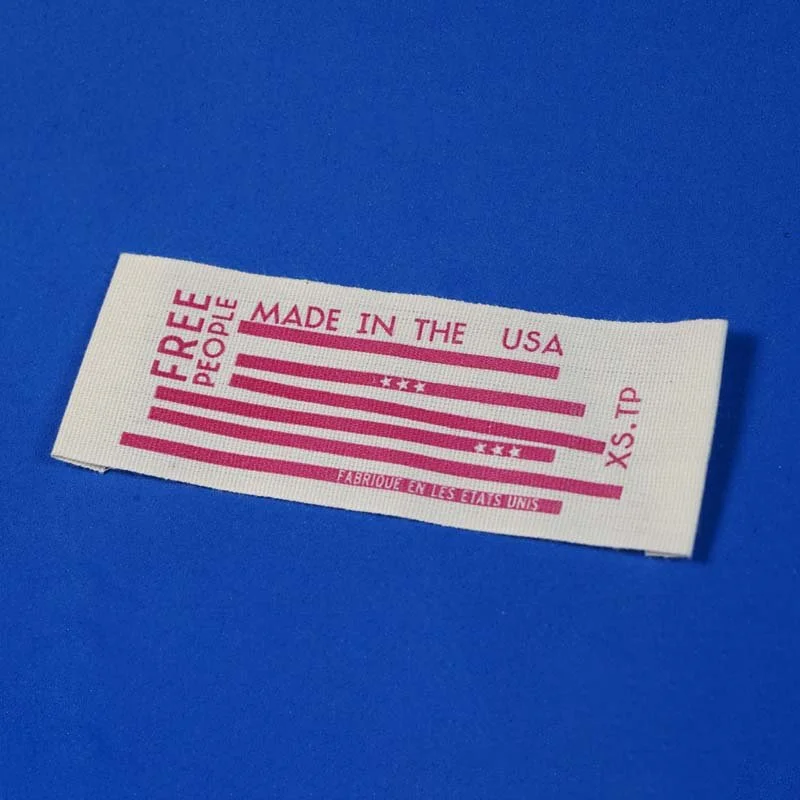 FREE
PEOPLE
MADE IN THE USA
XS.TP
FABRIQUE EN LES ETATS UNIS